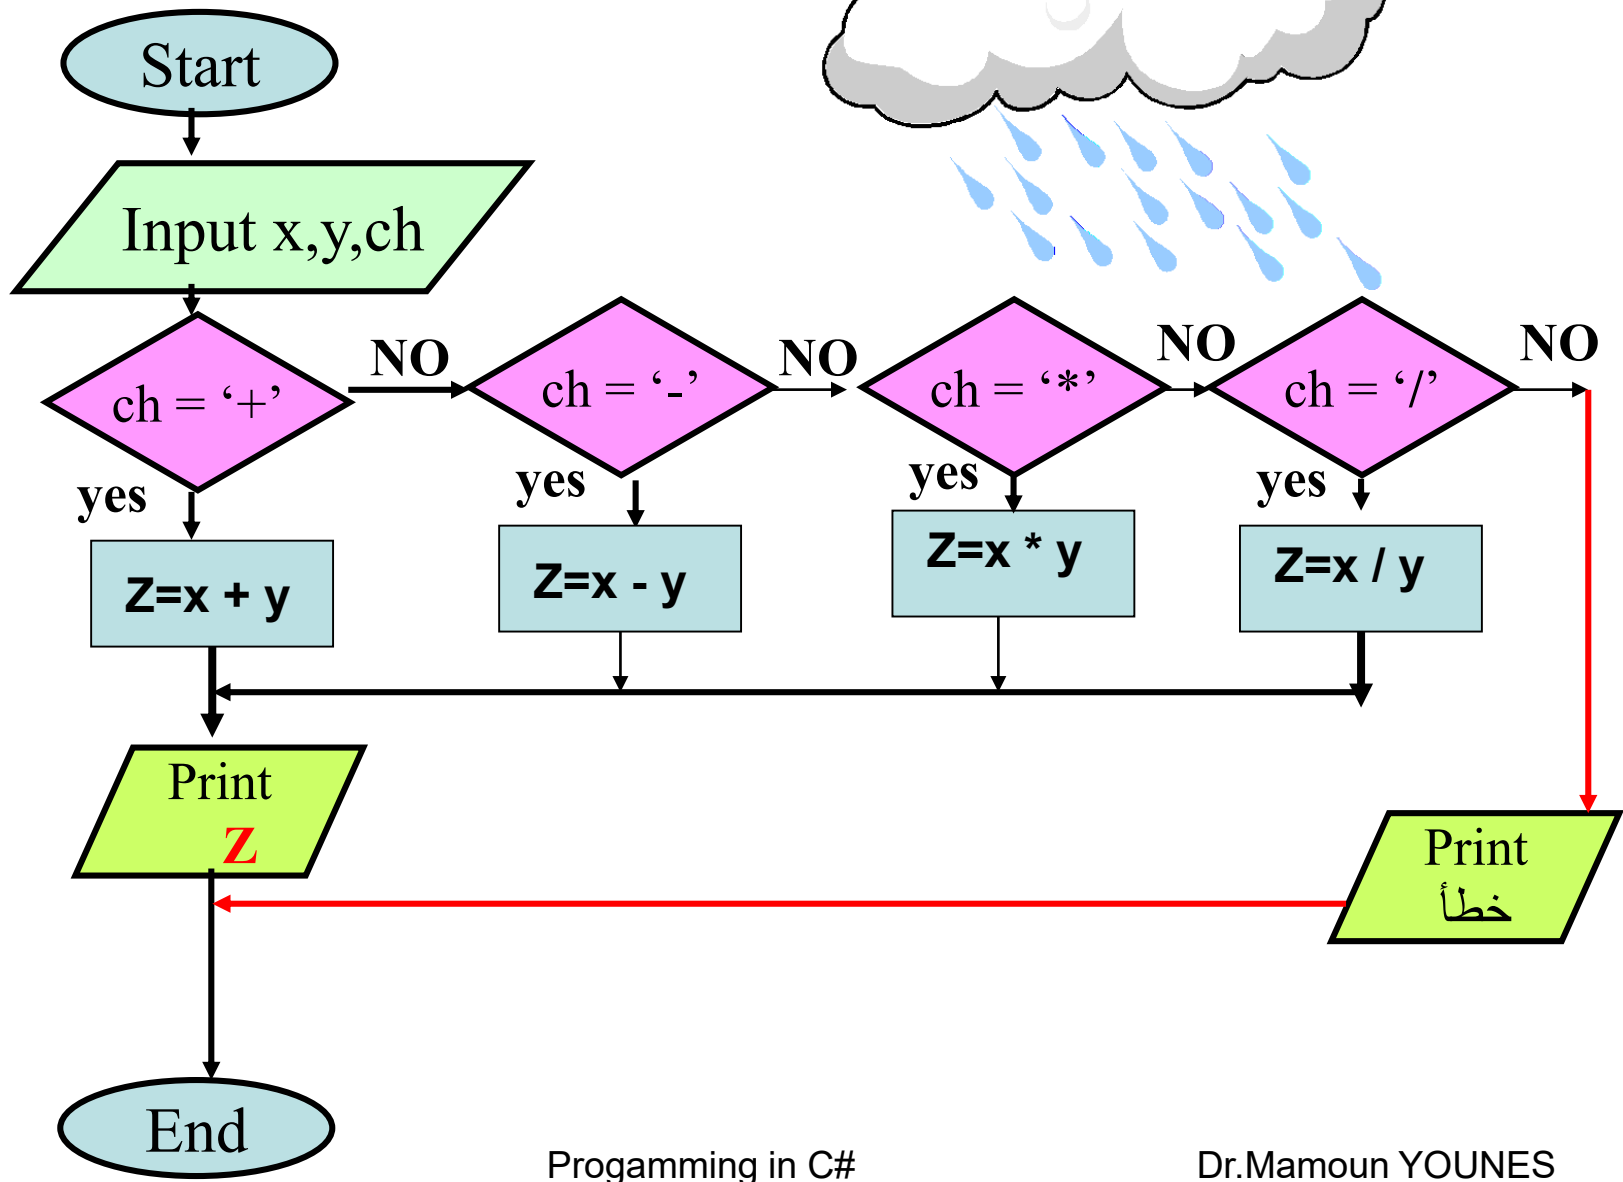 Start
Input x,y,ch
NO
NO
NO
NO
ch = ‘+’
ch = ‘-’
ch = ‘*’
ch = ‘/’
yes
yes
yes
yes
Z=x + y
Z=x - y
Z=x * y
Z=x / y
Print
Z
Print
خطأ
End
Progamming in C#
Dr.Mamoun YOUNES